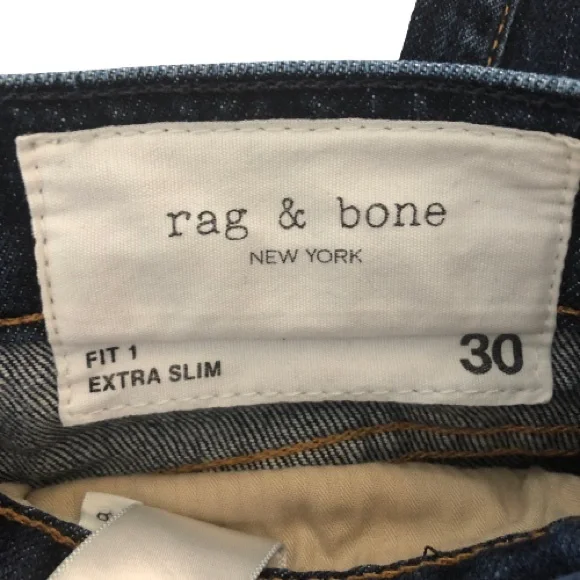 rag & bone
NEW YORK
FIT 1
EXTRA SLIM
30